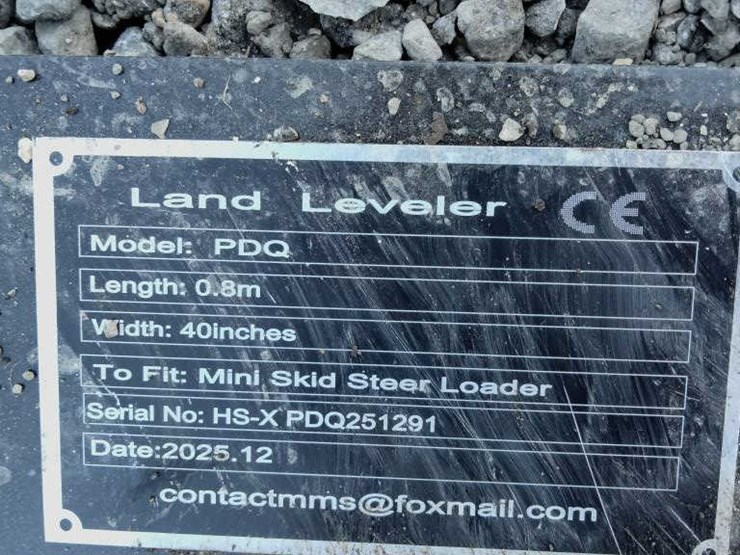 Land Leveler CE
Model: PDQ
Length: 0.8m
Width: 40inches
To Fit: Mini Skid Steer Loader
Serial No: HS-X PDQ251291
Date:2025.12
contactmms@foxmail.com